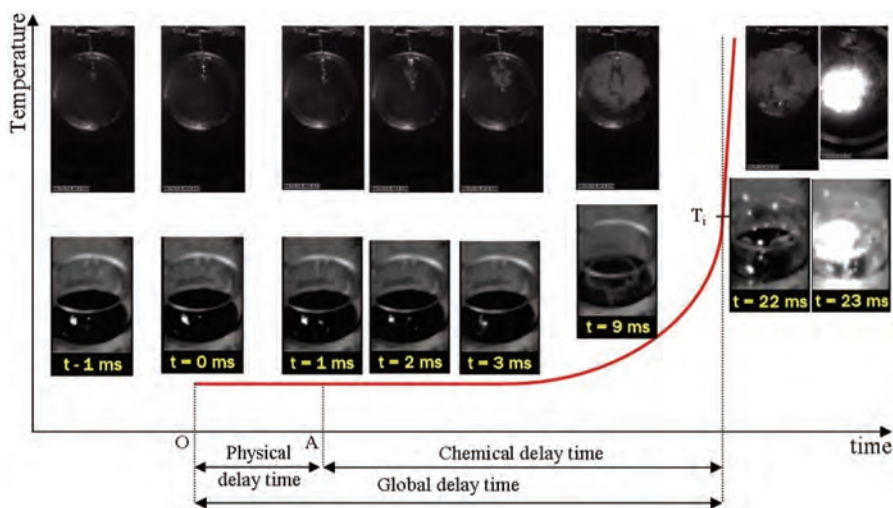 Temperature
T_i
t - 1 ms
t = 0 ms
t = 1 ms
t = 2 ms
t = 3 ms
t = 9 ms
t = 22 ms
t = 23 ms
O
A
time
Physical
delay time
Chemical delay time
Global delay time